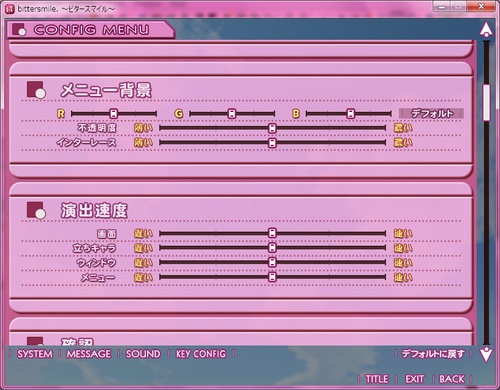 bittersmile. ～ビタースマイル～
CONFIG MENU
メニュー背景
R G B デフォルト
不透明度 薄い 濃い
インターレース 薄い 濃い
演出速度
画面 遅い 速い
立ちキャラ 遅い 速い
ウィンドウ 遅い 速い
メニュー 遅い 速い
SYSTEM MESSAGE SOUND KEY CONFIG デフォルトに戻す
TITLE EXIT BACK